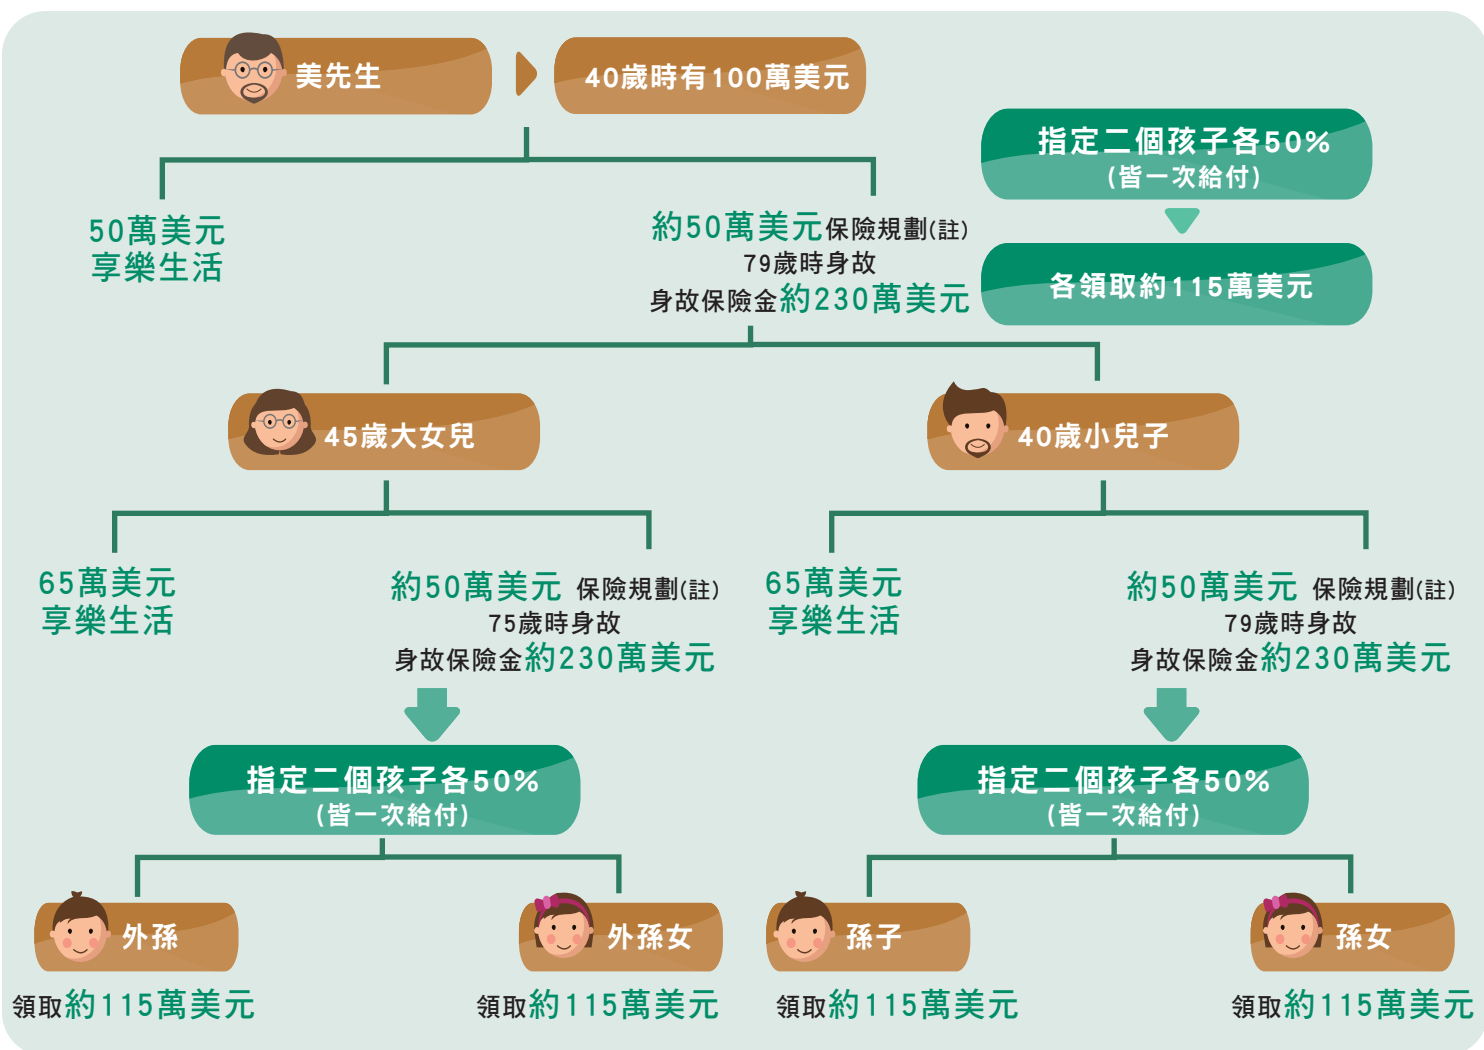 美先生
40歲時有100萬美元
指定二個孩子各50%
(皆一次給付)
各領取約115萬美元
50萬美元
享樂生活
約50萬美元保險規劃(註)
79歲時身故
身故保險金約230萬美元
45歲大女兒
40歲小兒子
65萬美元
享樂生活
約50萬美元 保險規劃(註)
75歲時身故
身故保險金約230萬美元
65萬美元
享樂生活
約50萬美元 保險規劃(註)
79歲時身故
身故保險金約230萬美元
指定二個孩子各50%
(皆一次給付)
指定二個孩子各50%
(皆一次給付)
外孫
外孫女
孫子
孫女
領取約115萬美元
領取約115萬美元
領取約115萬美元
領取約115萬美元